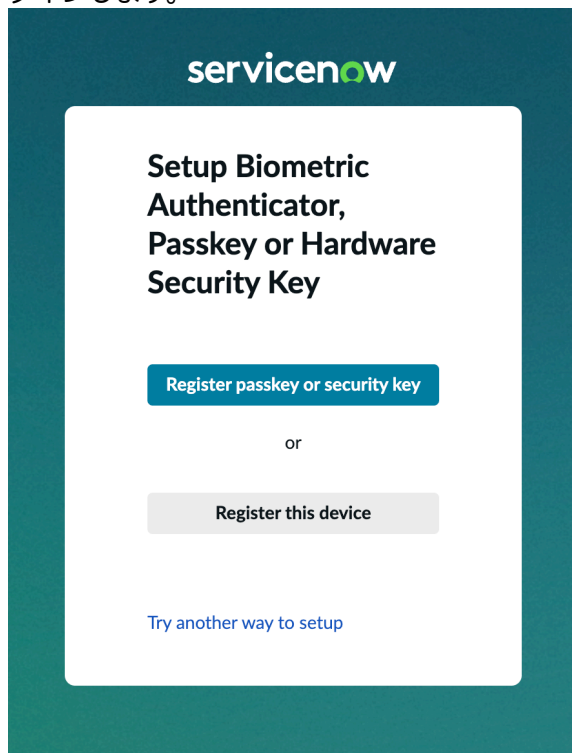 servicenow
Setup Biometric
Authenticator,
Passkey or Hardware
Security Key
Register passkey or security key
or
Register this device
Try another way to setup